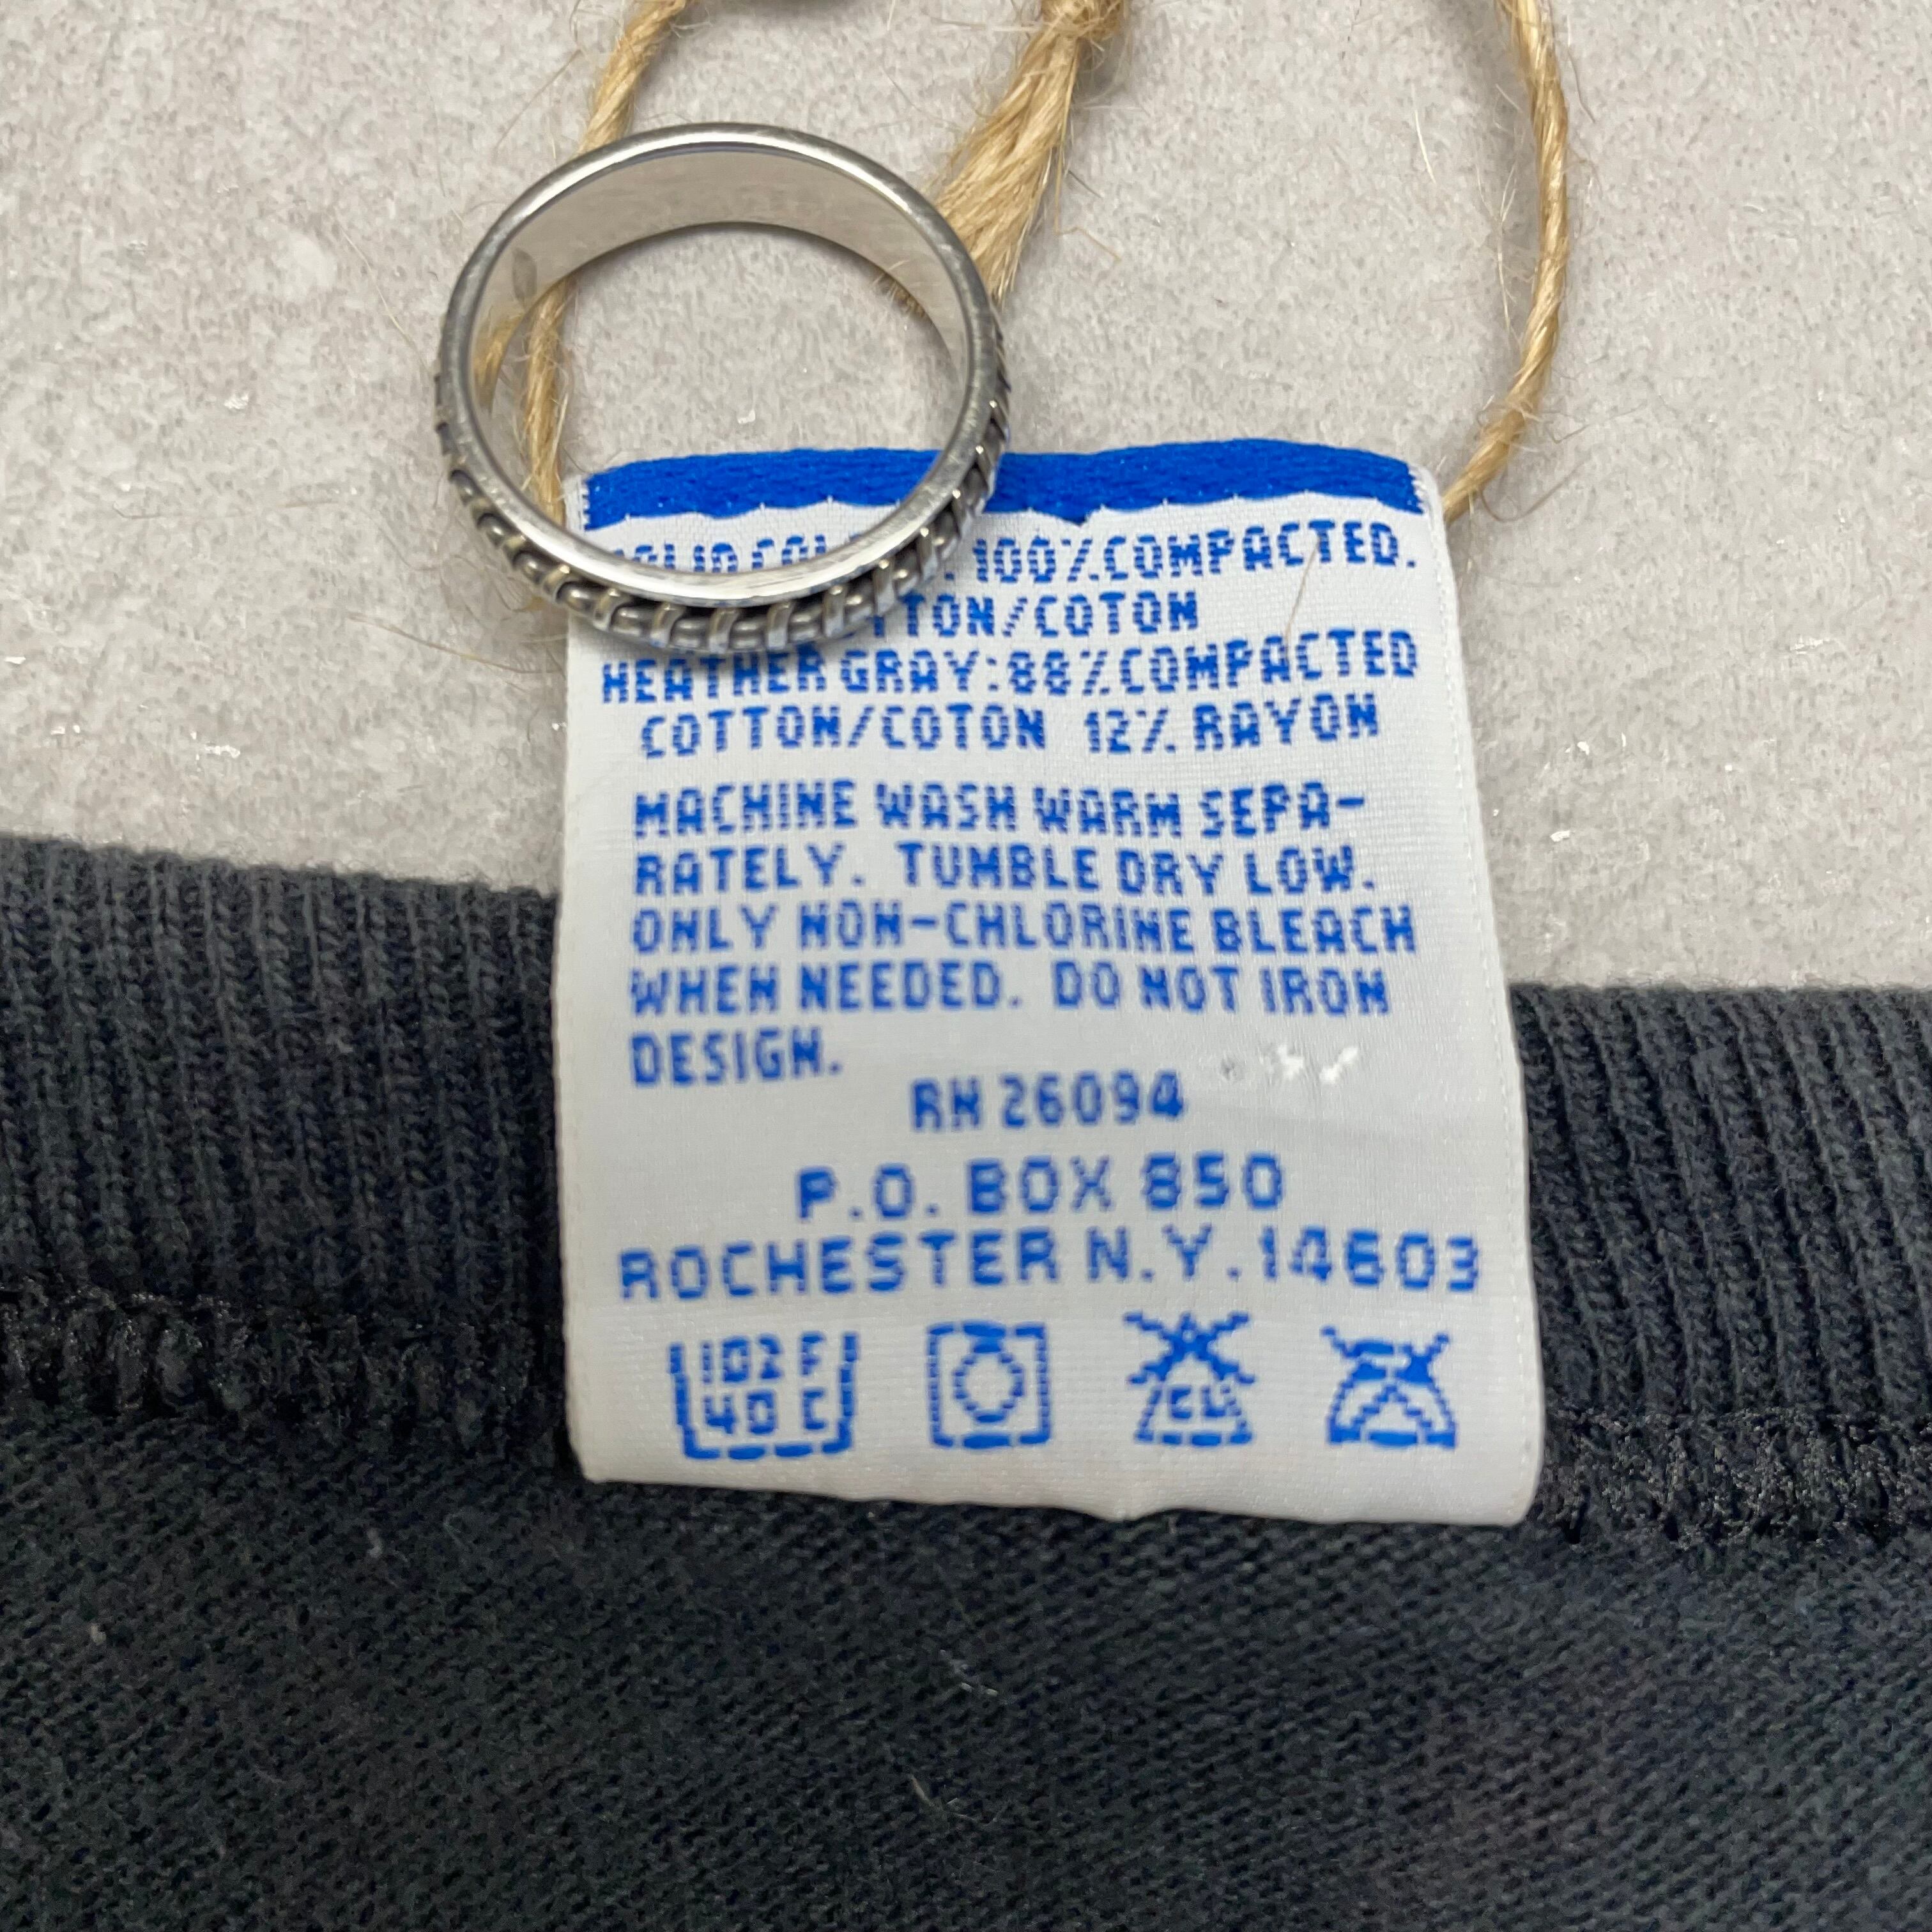 100% COMPACTED.
COTON
HEATHER GRAY:88% COMPACTED
COTTON/COTON 12% RAYON
MACHINE WASH WARM SEPA-
RATELY. TUMBLE DRY LOW.
ONLY NON-CHLORINE BLEACH
WHEN NEEDED. DO NOT IRON
DESIGN.
RN 26094
P.O. BOX 850
ROCHESTER N.Y. 14603
102 F
40 C
CL